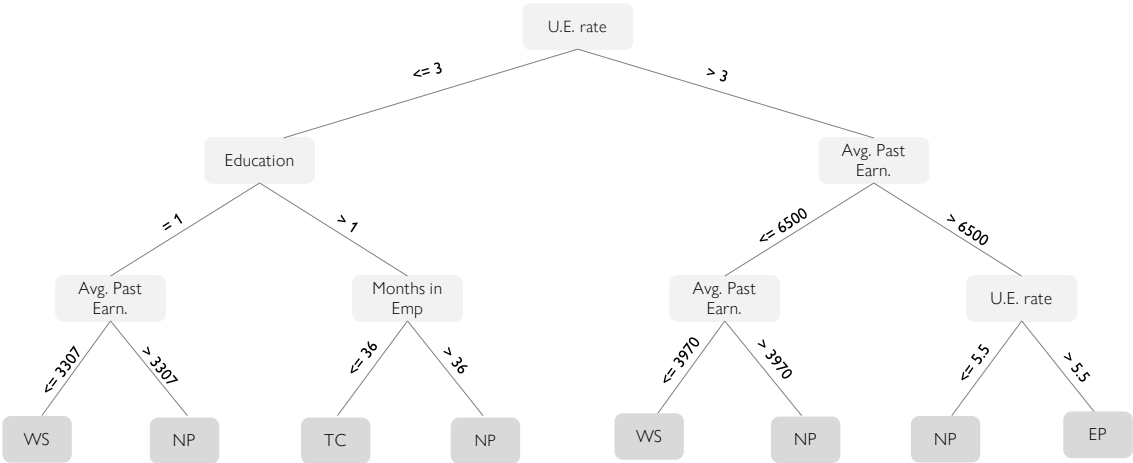 U.E. rate
<= 3
> 3
Education
Avg. Past
Earn.
= 1
> 1
<= 6500
> 6500
Avg. Past
Earn.
Months in
Emp
Avg. Past
Earn.
U.E. rate
<= 3307
> 3307
<= 36
> 36
<= 3970
> 3970
<= 5.5
> 5.5
WS
NP
TC
NP
WS
NP
NP
EP